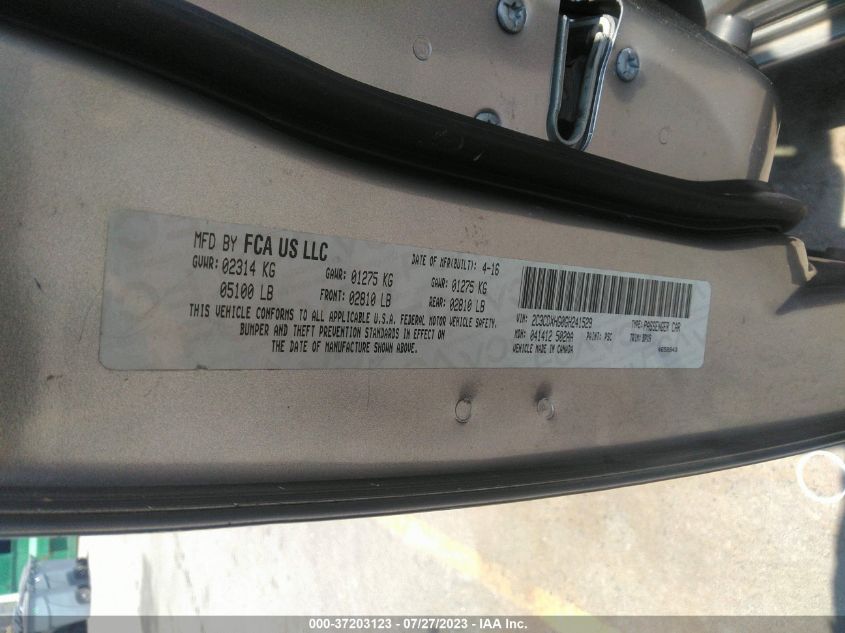 MFD BY FCA US LLC
DATE OF MFR(BUILT): 4-16
GVWR: 02314 KG
GAWR: 01275 KG
GAWR: 01275 KG
05100 LB
FRONT: 02810 LB
REAR: 02810 LB
THIS VEHICLE CONFORMS TO ALL APPLICABLE U.S.A. FEDERAL MOTOR VEHICLE SAFETY,
BUMPER AND THEFT PREVENTION STANDARDS IN EFFECT ON
THE DATE OF MANUFACTURE SHOWN ABOVE.
VIN: 2C3CDXHG0GH241529
TYPE: PASSENGER CAR
MDH: 041412 502AA
PAINT: PSC
VEHICLE MADE IN CANADA
000-37203123 - 07/27/2023 - IAA Inc.